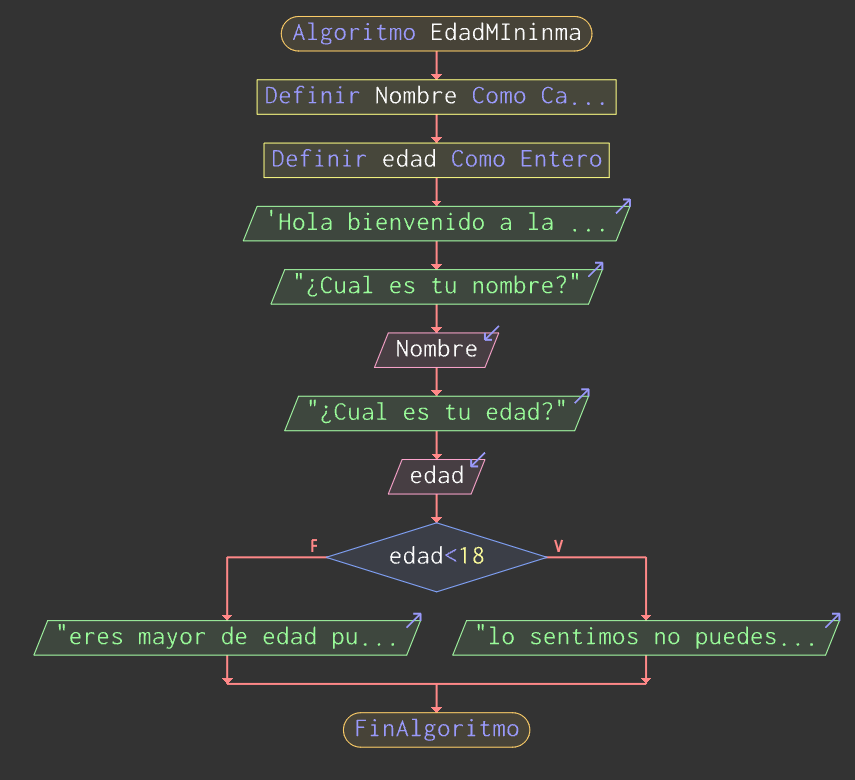 Algoritmo EdadMIninma
Definir Nombre Como Ca...
Definir edad Como Entero
'Hola bienvenido a la ...
"¿Cual es tu nombre?"
Nombre
"¿Cual es tu edad?"
edad
F
edad<18
V
"eres mayor de edad pu...
"lo sentimos no puedes...
FinAlgoritmo